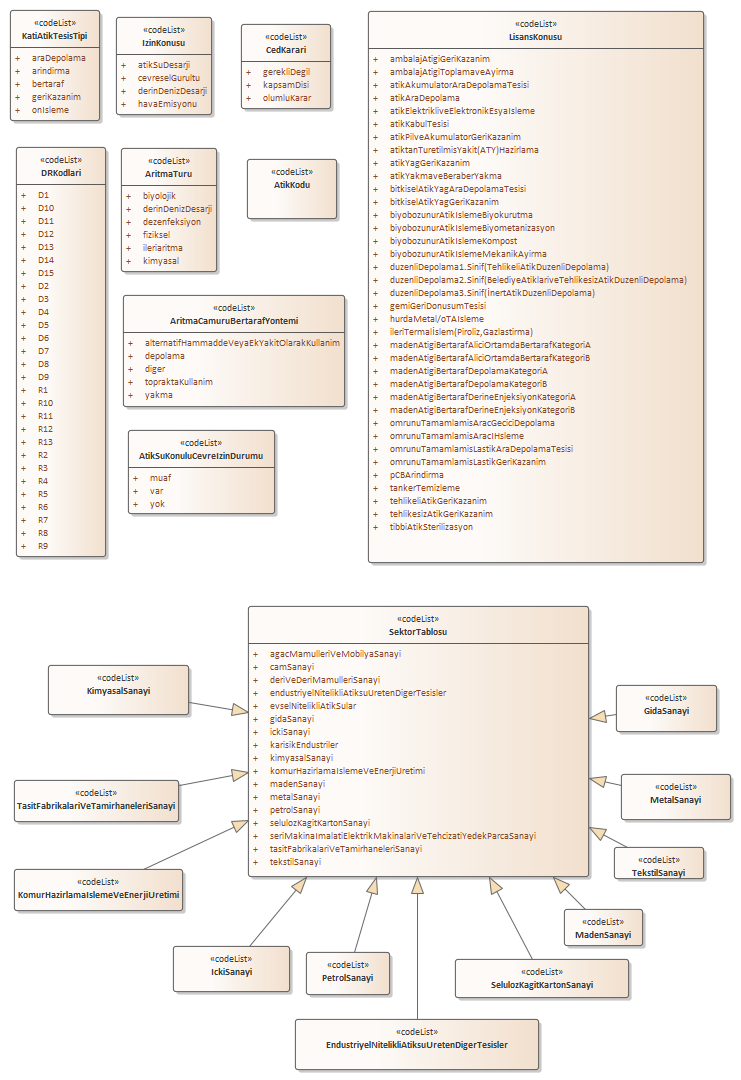 «codeList»
KatiAtikTesisTipi
+ araDepolama
+ arindirma
+ bertaraf
+ geriKazanim
+ onIsleme
«codeList»
IzinKonusu
+ atikSuDesarji
+ cevreselGurultu
+ derinDenizDesarji
+ havaEmisyonu
«codeList»
CedKarari
+ gerekliDegil
+ kapsamDisi
+ olumluKarar
«codeList»
LisansKonusu
+ ambalajAtigiGeriKazanim
+ ambalajAtigiToplamaveAyirma
+ atikAkumulatorAraDepolamaTesisi
+ atikAraDepolama
+ atikElektrikliveElektronikEsyaIsleme
+ atikKabulTesisi
+ atikPilveAkumulatorGeriKazanim
+ atiktanTuretilmisYakit(ATY)Hazirlama
+ atikYagGeriKazanim
+ atikYakmaveBeraberYakma
+ bitkiselAtikYagAraDepolamaTesisi
+ bitkiselAtikYagGeriKazanim
+ biyobozunurAtikIslemeBiyokurutma
+ biyobozunurAtikIslemeBiyometanizasyon
+ biyobozunurAtikIslemeKompost
+ biyobozunurAtikIslemeMekanikAyirma
+ duzenliDepolama1.Sinif(TehlikeliAtikDuzenliDepolama)
+ duzenliDepolama2.Sinif(BelediyeAtiklariveTehlikesizAtikDuzenliDepolama)
+ duzenliDepolama3.Sinif(InertAtikDuzenliDepolama)
+ gemiGeriDonusumTesisi
+ hurdaMetal/oTAIsleme
+ ileriTermalIslem(Piroliz,Gazlastirma)
+ madenAtigiBertarafAliciOrtamdaBertarafKategoriA
+ madenAtigiBertarafAliciOrtamdaBertarafKategoriB
+ madenAtigiBertarafDepolamaKategoriA
+ madenAtigiBertarafDepolamaKategoriB
+ madenAtigiBertarafDerineEnjeksiyonKategoriA
+ madenAtigiBertarafDerineEnjeksiyonKategoriB
+ omrunuTamamlamisAracGeciciDepolama
+ omrunuTamamlamisAracIHsleme
+ omrunuTamamlamisLastikAraDepolamaTesisi
+ omrunuTamamlamisLastikGeriKazanim
+ pCBArindirma
+ tankerTemizleme
+ tehlikeliAtikGeriKazanim
+ tehlikesizAtikGeriKazanim
+ tibbiAtikSterilizasyon
«codeList»
DRKodlari
+ D1
+ D10
+ D11
+ D12
+ D13
+ D14
+ D15
+ D2
+ D3
+ D4
+ D5
+ D6
+ D7
+ D8
+ D9
+ R1
+ R10
+ R11
+ R12
+ R13
+ R2
+ R3
+ R4
+ R5
+ R6
+ R7
+ R8
+ R9
«codeList»
AritmaTuru
+ biyolojik
+ derinDenizDesarji
+ dezenfeksiyon
+ fiziksel
+ ileriaritma
+ kimyasal
«codeList»
AtikKodu
«codeList»
AritmaCamuruBertarafYontemi
+ alternatifHammaddeVeyaEkYakitOlarakKullanim
+ depolama
+ diger
+ topraktaKullanim
+ yakma
«codeList»
AtikSuKonuluCevreIzinDurumu
+ muaf
+ var
+ yok
«codeList»
SektorTablosu
+ agacMamulleriVeMobilyaSanayi
+ camSanayi
+ deriVeDeriMamulleriSanayi
+ endustriyelNitelikliAtiksuUretenDigerTesisler
+ evselNitelikliAtikSular
+ gidaSanayi
+ ickiSanayi
+ karisikEndustriler
+ kimyasalSanayi
+ komurHazirlamaIslemeVeEnerjiUretimi
+ madenSanayi
+ metalSanayi
+ petrolSanayi
+ selulozKagitKartonSanayi
+ seriMakinaImalatiElektrikMakinalariVeTehcizatiYedekParcaSanayi
+ tasitFabrikalariVeTamirhaneleriSanayi
+ tekstilSanayi
«codeList»
KimyasalSanayi
«codeList»
GidaSanayi
«codeList»
TasitFabrikalariVeTamirhaneleriSanayi
«codeList»
MetalSanayi
«codeList»
KomurHazirlamaIslemeVeEnerjiUretimi
«codeList»
TekstilSanayi
«codeList»
MadenSanayi
«codeList»
IckiSanayi
«codeList»
PetrolSanayi
«codeList»
SelulozKagitKartonSanayi
«codeList»
EndustriyelNitelikliAtiksuUretenDigerTesisler